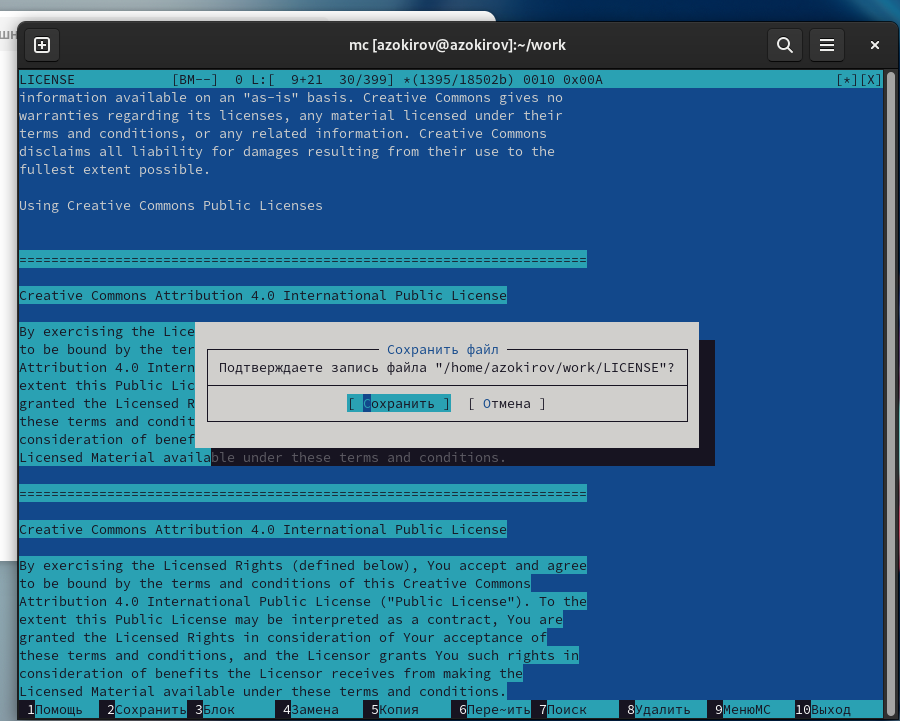 шн
mc [azokirov@azokirov]:~/work
LICENSE [BM--] 0 L:[ 9+21 30/399] *(1395/18502b) 0010 0x00A [*][X]
information available on an "as-is" basis. Creative Commons gives no
warranties regarding its licenses, any material licensed under their
terms and conditions, or any related information. Creative Commons
disclaims all liability for damages resulting from their use to the
fullest extent possible.
Using Creative Commons Public Licenses
=======================================================================
Creative Commons Attribution 4.0 International Public License
By exercising the Lice
to be bound by the ter
Attribution 4.0 Intern
extent this Public Lic
granted the Licensed R
these terms and condit
consideration of benef
Licensed Material available under these terms and conditions.
Сохранить файл
Подтверждаете запись файла "/home/azokirov/work/LICENSE"?
[ Сохранить ] [ Отмена ]
=======================================================================
Creative Commons Attribution 4.0 International Public License
By exercising the Licensed Rights (defined below), You accept and agree
to be bound by the terms and conditions of this Creative Commons
Attribution 4.0 International Public License ("Public License"). To the
extent this Public License may be interpreted as a contract, You are
granted the Licensed Rights in consideration of Your acceptance of
these terms and conditions, and the Licensor grants You such rights in
consideration of benefits the Licensor receives from making the
Licensed Material available under these terms and conditions.
1Помощь 2Сохранить 3Блок 4Замена 5Копия 6Пере~ить 7Поиск 8Удалить 9МенюMC 10Выход